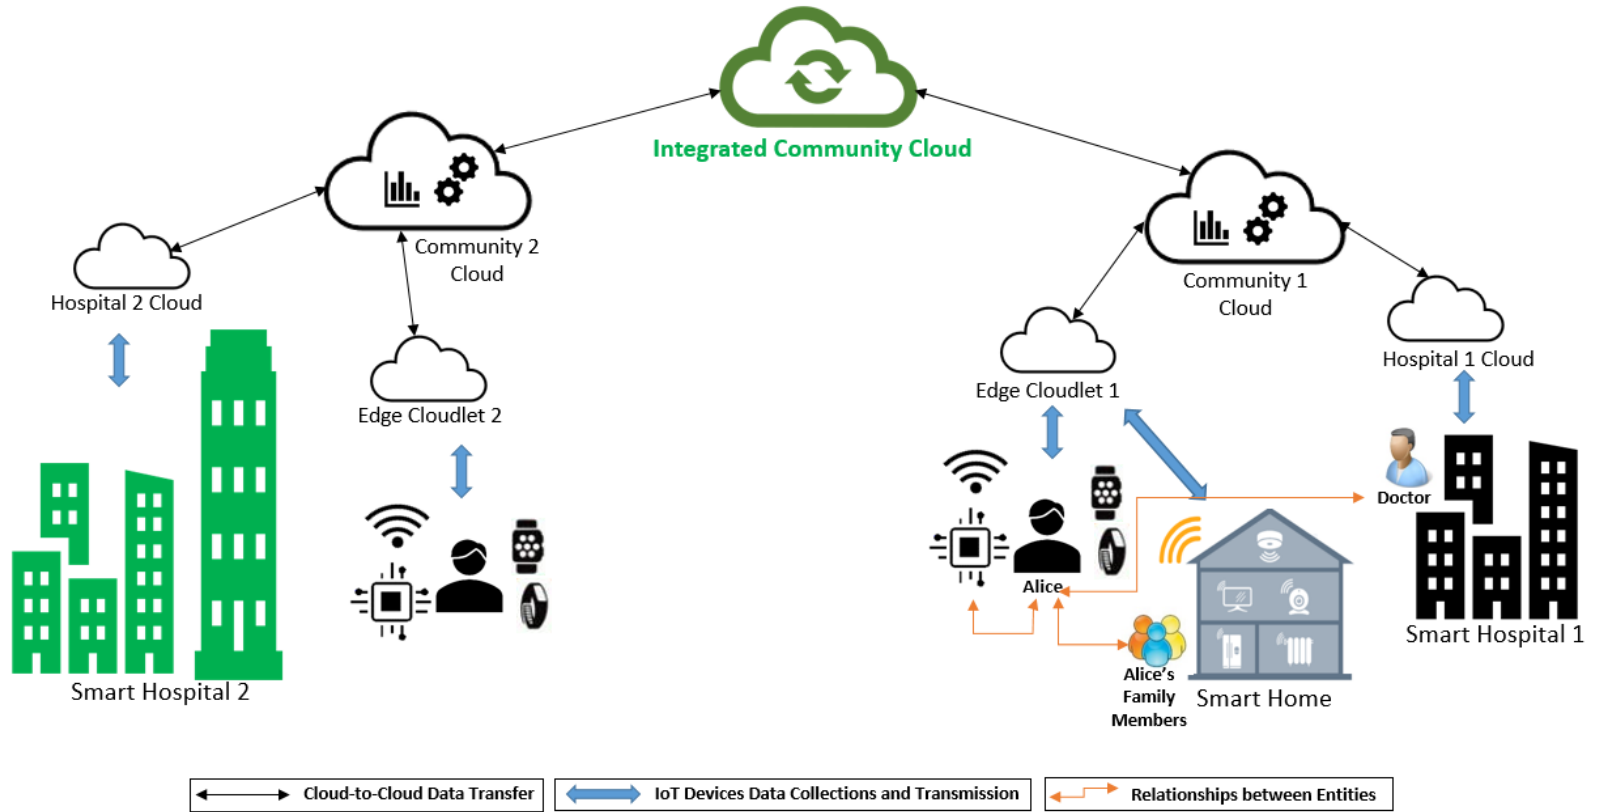 Integrated Community Cloud
Community 2
Cloud
Community 1
Cloud
Hospital 2 Cloud
Hospital 1 Cloud
Edge Cloudlet 1
Edge Cloudlet 2
Doctor
Alice
Smart Hospital 1
Alice's
Family
Members
Smart Home
Smart Hospital 2
Cloud-to-Cloud Data Transfer
IoT Devices Data Collections and Transmission
Relationships between Entities